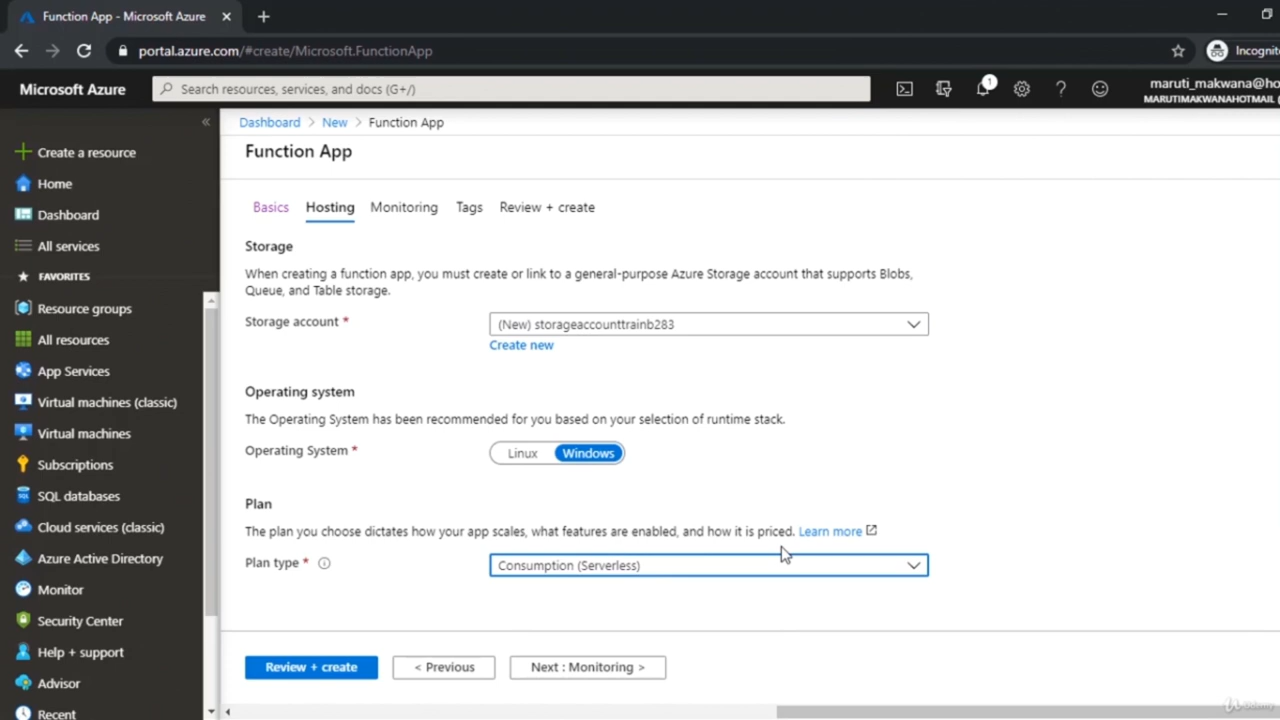 Function App - Microsoft Azure
portal.azure.com/#create/Microsoft.FunctionApp
Incognit
Microsoft Azure
Search resources, services, and docs (G+/)
1
maruti_makwana@ho
MARUTIMAKWANAHOTMAIL (
Create a resource
Home
Dashboard
All services
FAVORITES
Resource groups
All resources
App Services
Virtual machines (classic)
Virtual machines
Subscriptions
SQL databases
Cloud services (classic)
Azure Active Directory
Monitor
Security Center
Help + support
Advisor
Recent
Dashboard > New > Function App
Function App
Basics Hosting Monitoring Tags Review + create
Storage
When creating a function app, you must create or link to a general-purpose Azure Storage account that supports Blobs,
Queue, and Table storage.
Storage account * (New) storageaccounttrainb283
Create new
Operating system
The Operating System has been recommended for you based on your selection of runtime stack.
Operating System * Linux Windows
Plan
The plan you choose dictates how your app scales, what features are enabled, and how it is priced. Learn more
Plan type * Consumption (Serverless)
Review + create < Previous Next : Monitoring >
Udemy